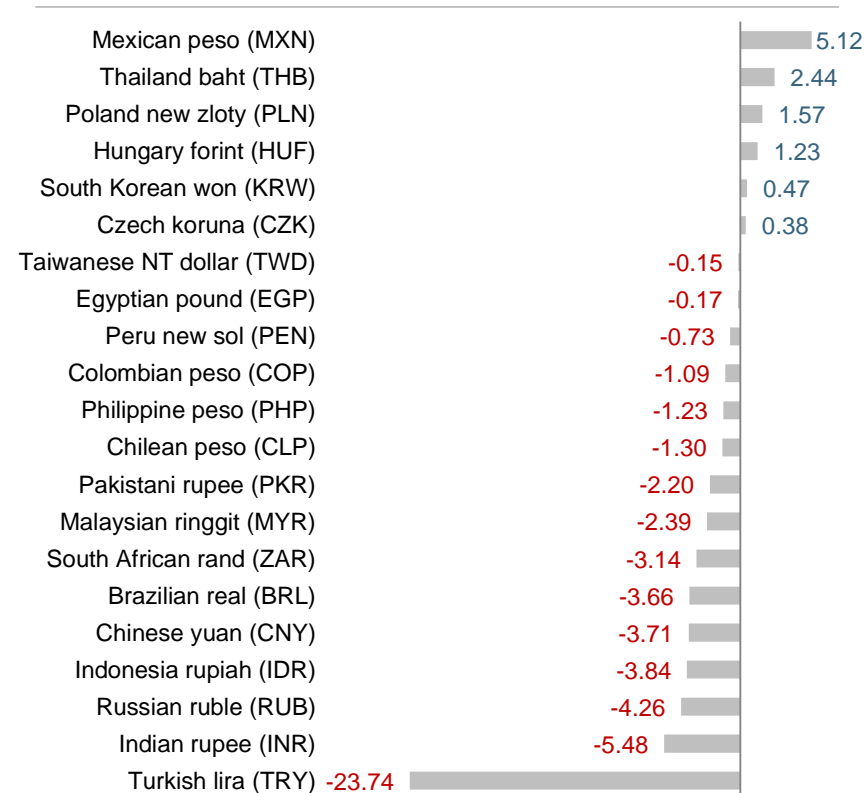 Mexican peso (MXN) 5.12
Thailand baht (THB) 2.44
Poland new zloty (PLN) 1.57
Hungary forint (HUF) 1.23
South Korean won (KRW) 0.47
Czech koruna (CZK) 0.38
Taiwanese NT dollar (TWD) -0.15
Egyptian pound (EGP) -0.17
Peru new sol (PEN) -0.73
Colombian peso (COP) -1.09
Philippine peso (PHP) -1.23
Chilean peso (CLP) -1.30
Pakistani rupee (PKR) -2.20
Malaysian ringgit (MYR) -2.39
South African rand (ZAR) -3.14
Brazilian real (BRL) -3.66
Chinese yuan (CNY) -3.71
Indonesia rupiah (IDR) -3.84
Russian ruble (RUB) -4.26
Indian rupee (INR) -5.48
Turkish lira (TRY) -23.74